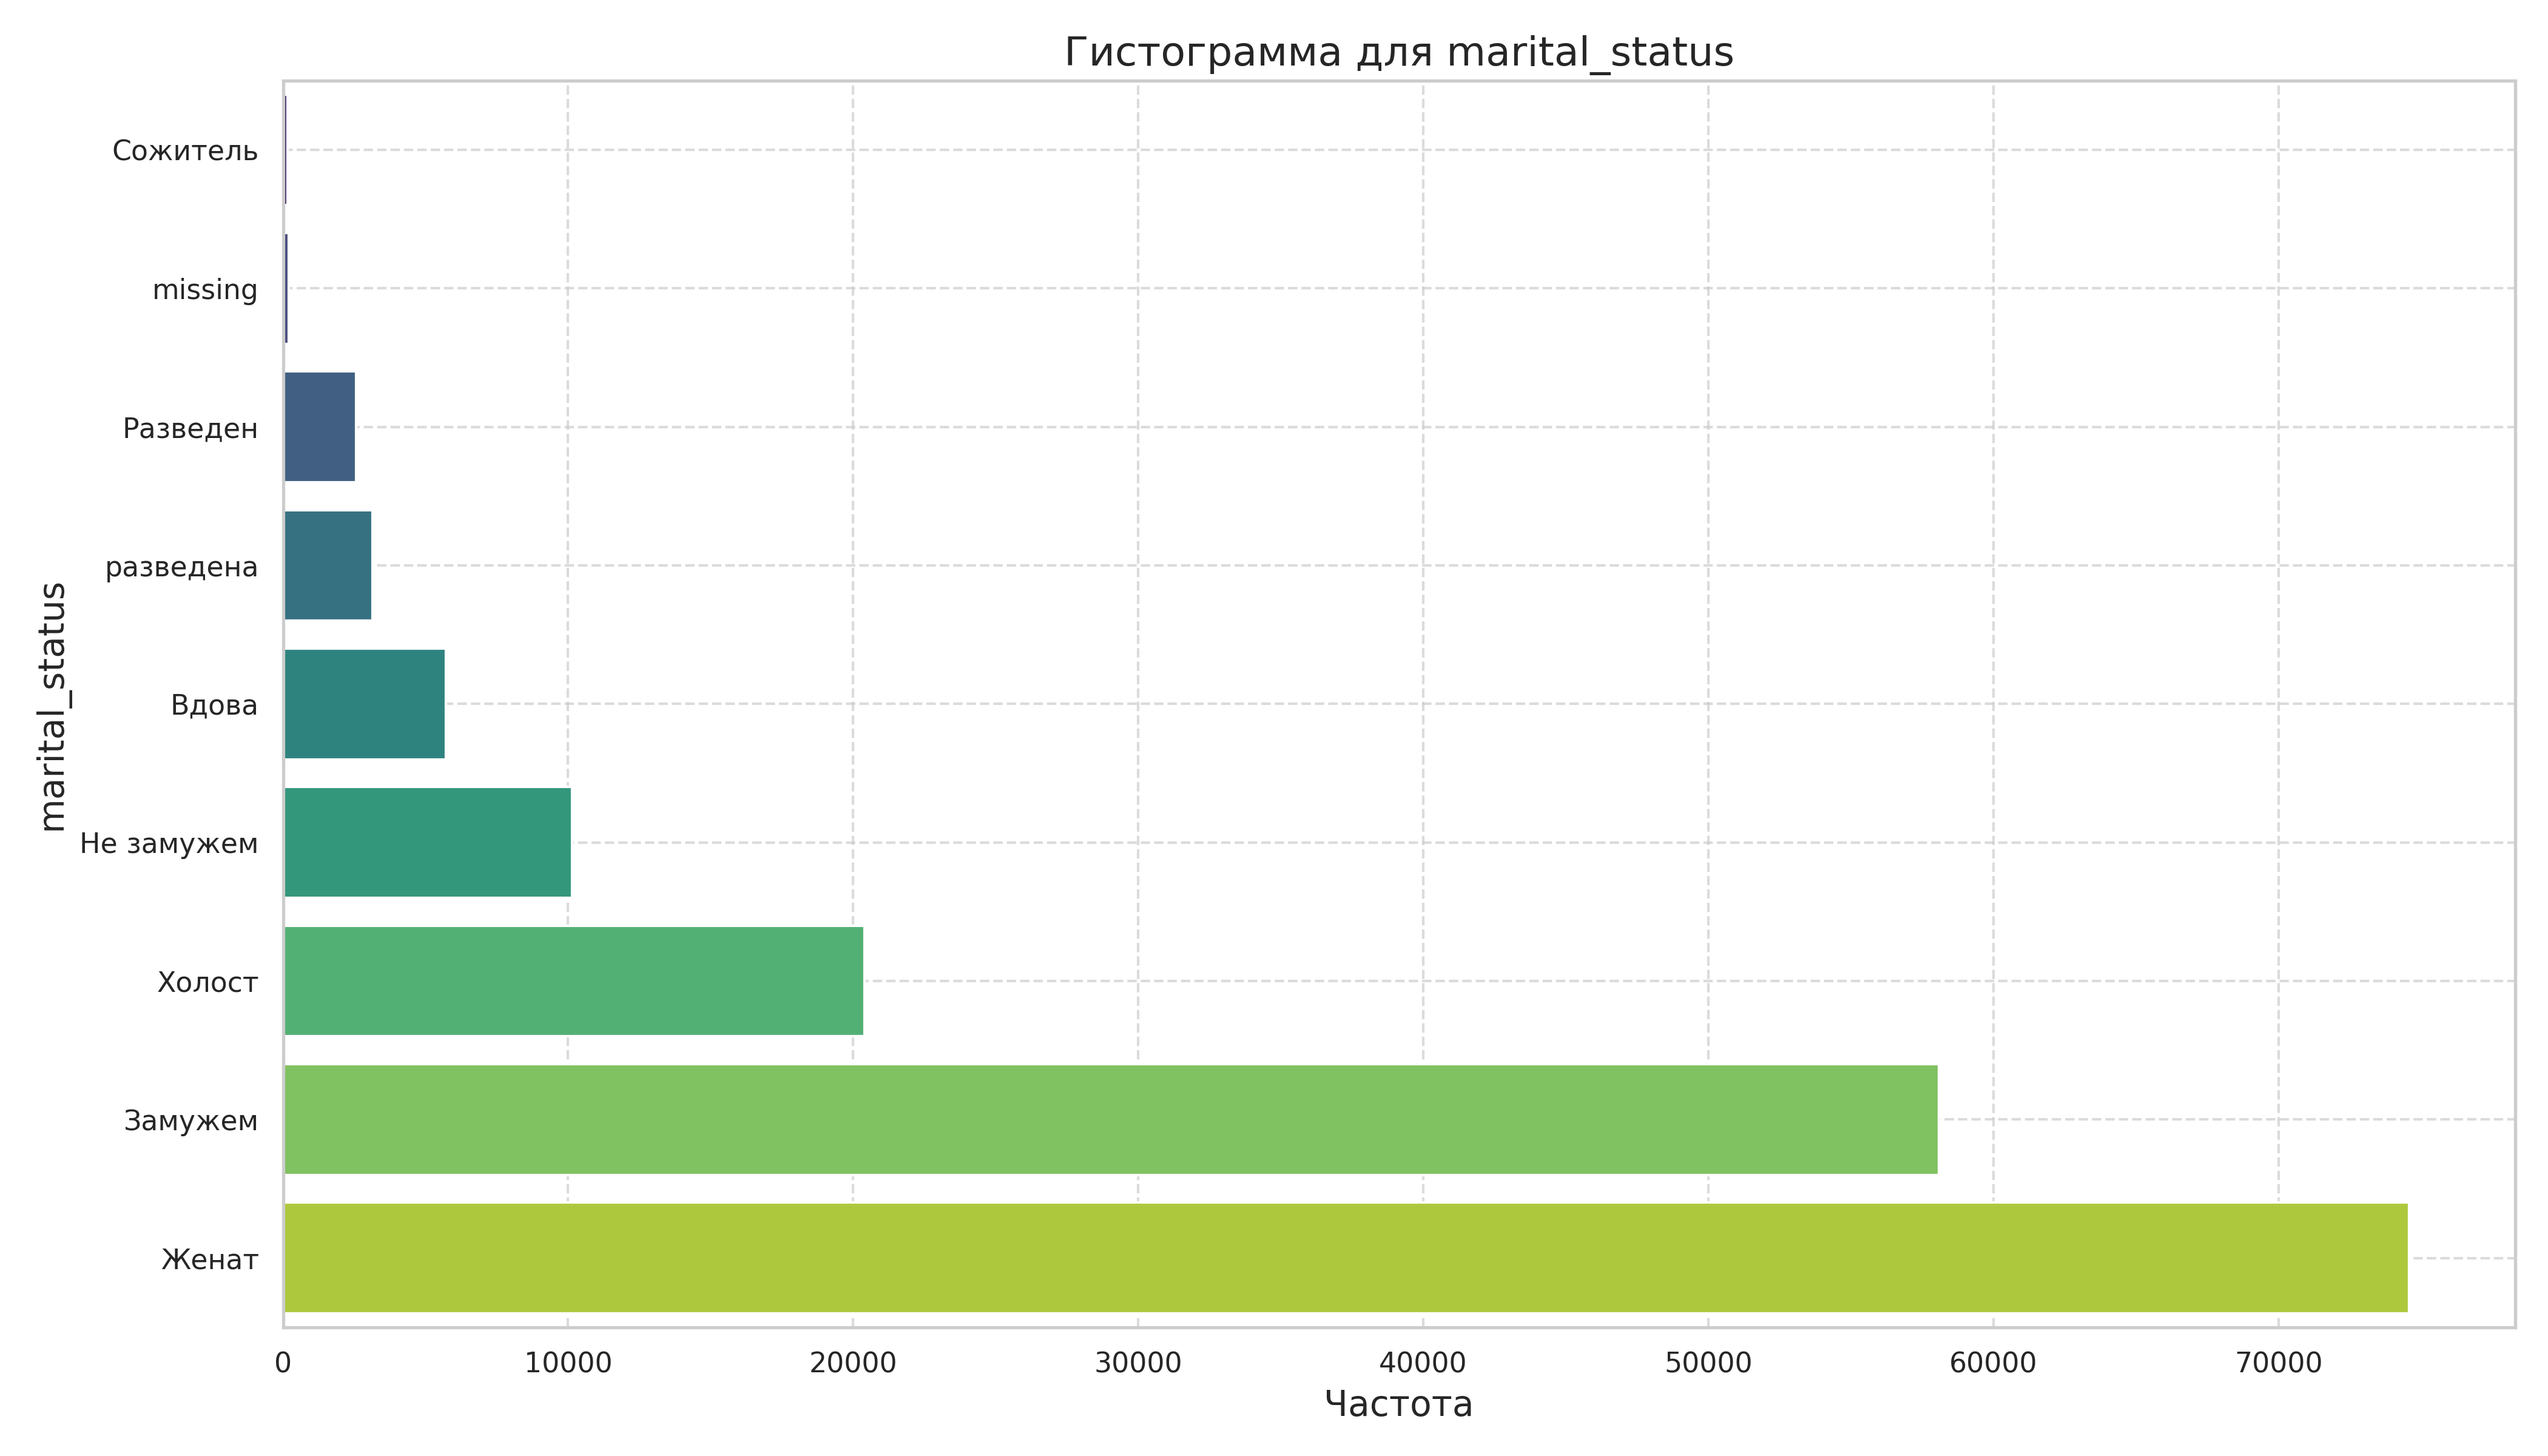 Гистограмма для marital_status
marital_status
Сожитель
missing
Разведен
разведена
Вдова
Не замужем
Холост
Замужем
Женат
0 10000 20000 30000 40000 50000 60000 70000
Частота